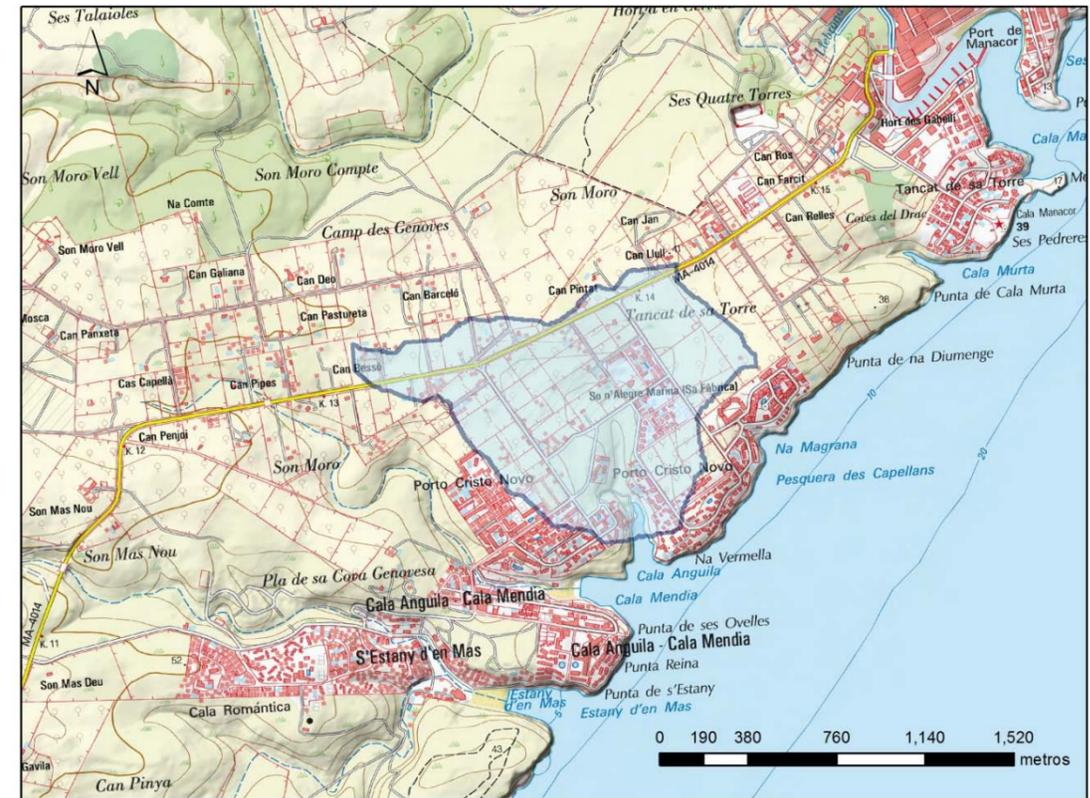 Ses Talaioles
N
Port de
Manacor
Ses Quatre Torres
Hort des Gabellí
Son Moro Vell
Son Moro Compte
Na Comte
Son Moro
Can Ros
Can Farcit
K. 15
Tancat de sa Torre
17
13
Cala Ma
Can Relles
Coves del Drac
Cala Manacor
39
Ses Pedreres
Camp des Genoves
Can Jan
Can Llull
MA-4014
Cala Murta
Punta de Cala Murta
Son Moro Vell
Can Galiana
Can Deo
Can Barceló
Can Pintat
K. 14
Tancat de sa Torre
38
Mosca
Can Panxeta
Can Pastureta
Can Bessó
Punta de na Diumenge
Cas Capellà
Can Pipes
K. 13
So n'Alegre Marina (Sa Fàbrica)
10
20
Can Penjoi
K. 12
Na Magrana
Pesquera des Capellans
Son Moro
Porto Cristo Novo
Porto Cristo Novo
Son Mas Nou
Son Mas Nou
Na Vermella
Cala Anguila
Pla de sa Cova Genovesa
Cala Mendia
Cala Anguila - Cala Mendia
MA-4014
K. 11
Punta de ses Ovelles
52
S'Estany d'en Mas
Cala Anguila - Cala Mendia
Punta Reina
Son Mas Deu
Punta de s'Estany
Estany
d'en Mas
Estany d'en Mas
Cala Romántica
43
Gavila
Can Pinya
0 190 380 760 1,140 1,520
metros